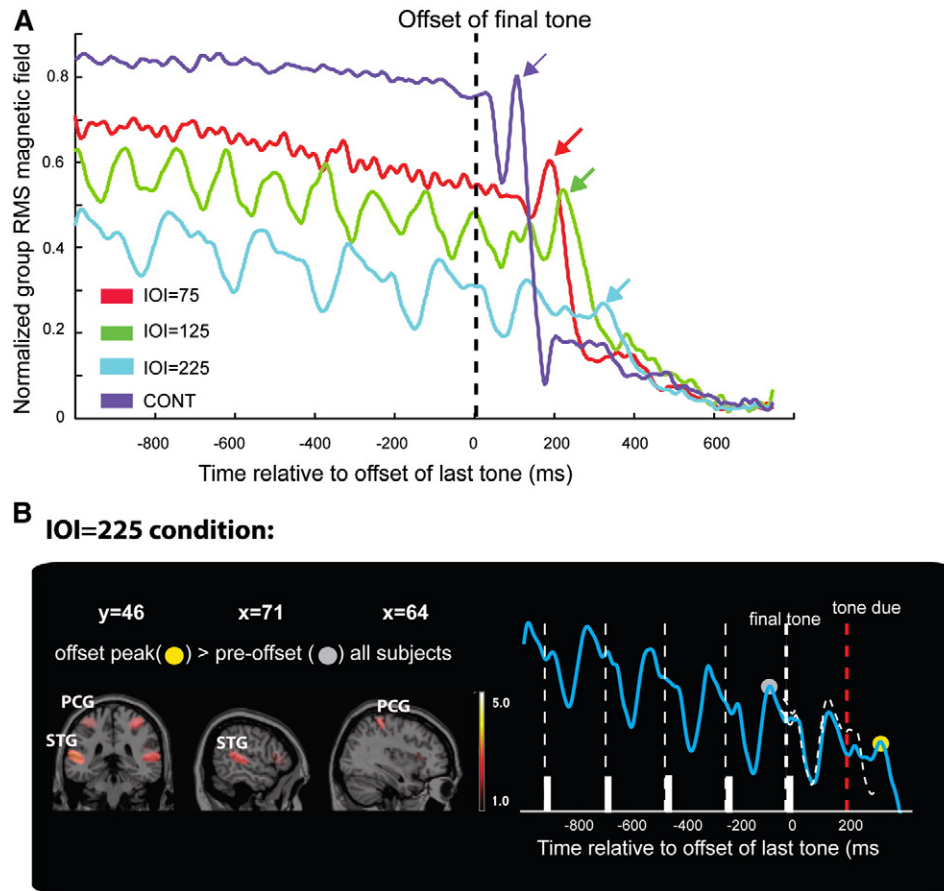 A
Offset of final tone
Normalized group RMS magnetic field
0.8
0.6
0.4
0.2
0
IOI=75
IOI=125
IOI=225
CONT
-800 -600 -400 -200 0 200 400 600
Time relative to offset of last tone (ms)
B
IOI=225 condition:
y=46 x=71 x=64
offset peak( ) > pre-offset ( ) all subjects
PCG
STG
STG
PCG
5.0
1.0
final tone
tone due
-800 -600 -400 -200 0 200
Time relative to offset of last tone (ms